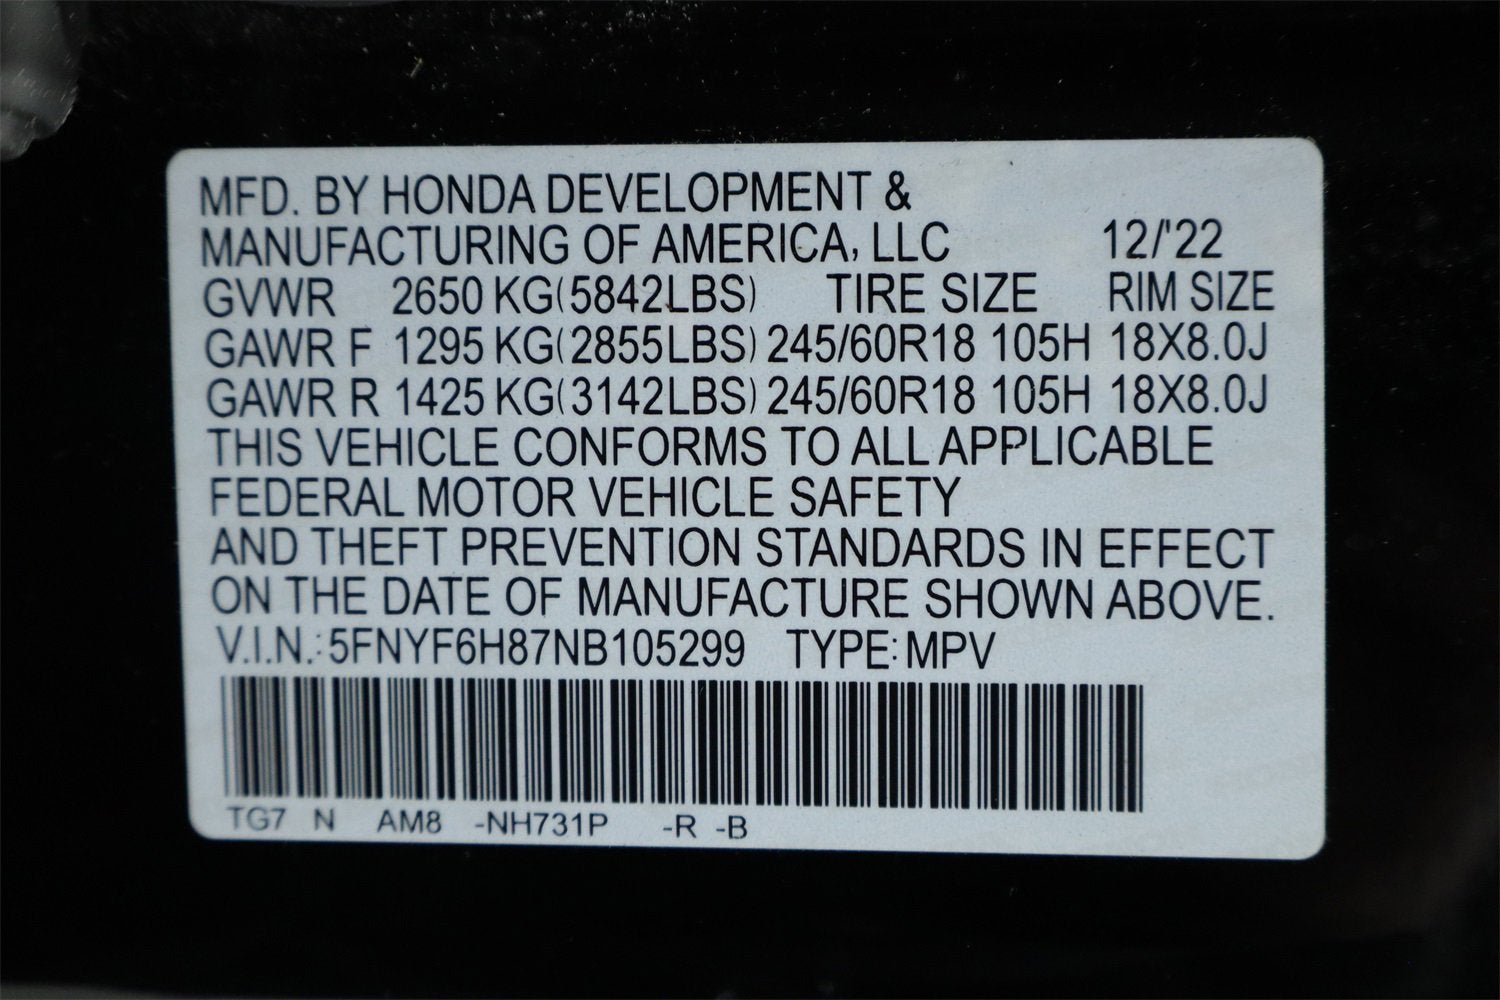 MFD. BY HONDA DEVELOPMENT &
MANUFACTURING OF AMERICA, LLC 12/'22
GVWR 2650 KG(5842LBS) TIRE SIZE RIM SIZE
GAWR F 1295 KG(2855LBS) 245/60R18 105H 18X8.0J
GAWR R 1425 KG(3142LBS) 245/60R18 105H 18X8.0J
THIS VEHICLE CONFORMS TO ALL APPLICABLE
FEDERAL MOTOR VEHICLE SAFETY
AND THEFT PREVENTION STANDARDS IN EFFECT
ON THE DATE OF MANUFACTURE SHOWN ABOVE.
V.I.N.:5FNYF6H87NB105299 TYPE:MPV
TG7 N AM8 -NH731P -R -B